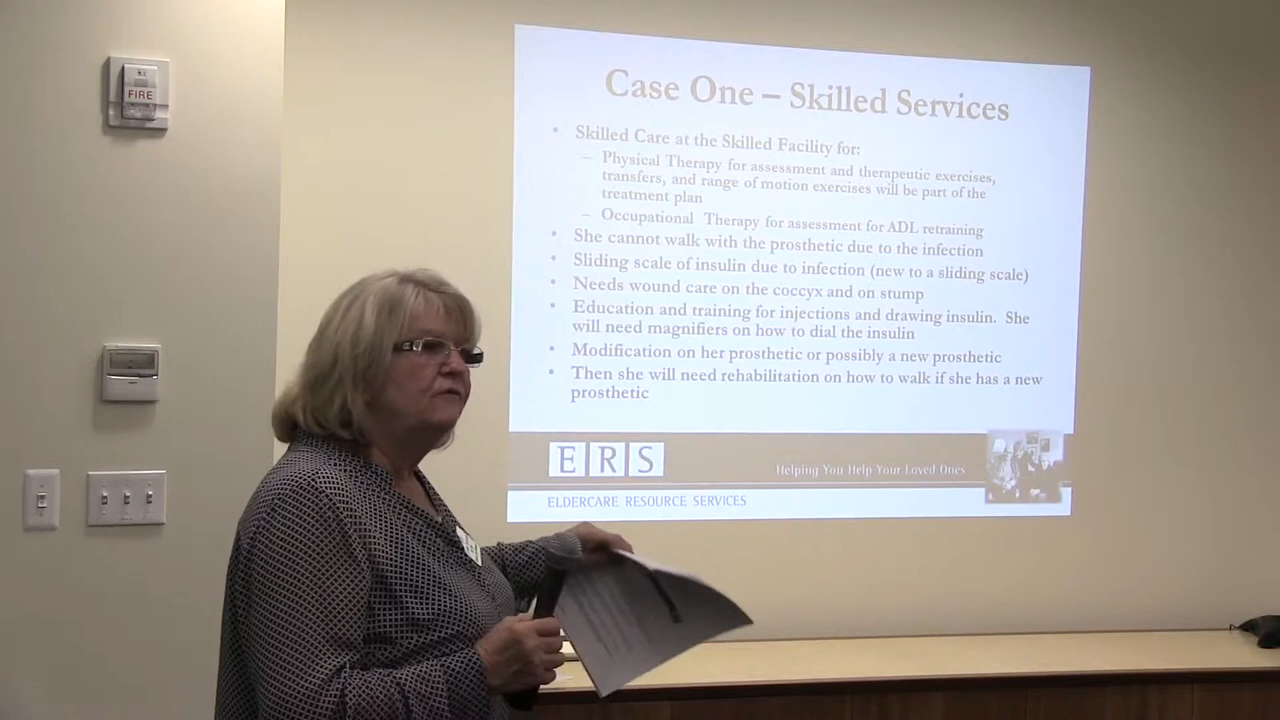 FIRE
Case One – Skilled Services
• Skilled Care at the Skilled Facility for:
– Physical Therapy for assessment and therapeutic exercises,
transfers, and range of motion exercises will be part of the
treatment plan
– Occupational Therapy for assessment for ADL retraining
• She cannot walk with the prosthetic due to the infection
• Sliding scale of insulin due to infection (new to a sliding scale)
• Needs wound care on the coccyx and on stump
• Education and training for injections and drawing insulin. She
will need magnifiers on how to dial the insulin
• Modification on her prosthetic or possibly a new prosthetic
• Then she will need rehabilitation on how to walk if she has a new
prosthetic
ERS
Helping You Help Your Loved Ones
ELDERCARE RESOURCE SERVICES